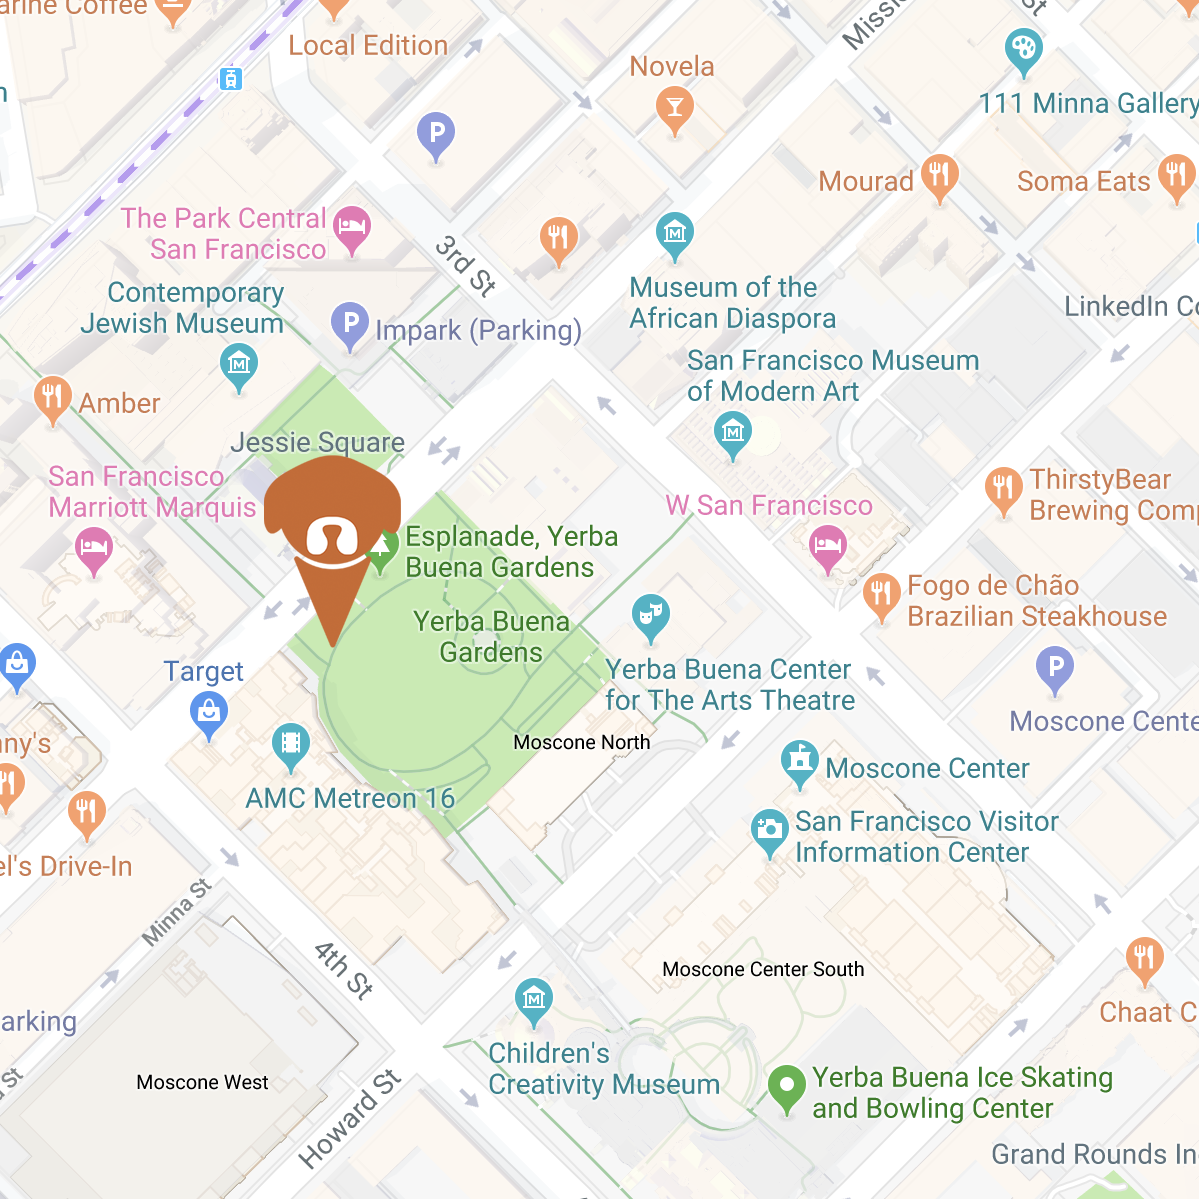 arine Coffee
Local Edition
Missi
St
Novela
111 Minna Gallery
Mourad
Soma Eats
The Park Central
San Francisco
3rd St
Contemporary
Jewish Museum
Impark (Parking)
Museum of the
African Diaspora
LinkedIn Co
San Francisco Museum
of Modern Art
Amber
Jessie Square
San Francisco
Marriott Marquis
W San Francisco
ThirstyBear
Brewing Comp
Esplanade, Yerba
Buena Gardens
Fogo de Chão
Brazilian Steakhouse
Yerba Buena
Gardens
Target
Yerba Buena Center
for The Arts Theatre
Moscone Cente
ny's
Moscone North
Moscone Center
AMC Metreon 16
San Francisco Visitor
Information Center
el's Drive-In
Minna St
4th St
Moscone Center South
arking
Chaat C
Children's
Creativity Museum
Moscone West
St
Howard St
Yerba Buena Ice Skating
and Bowling Center
Grand Rounds In